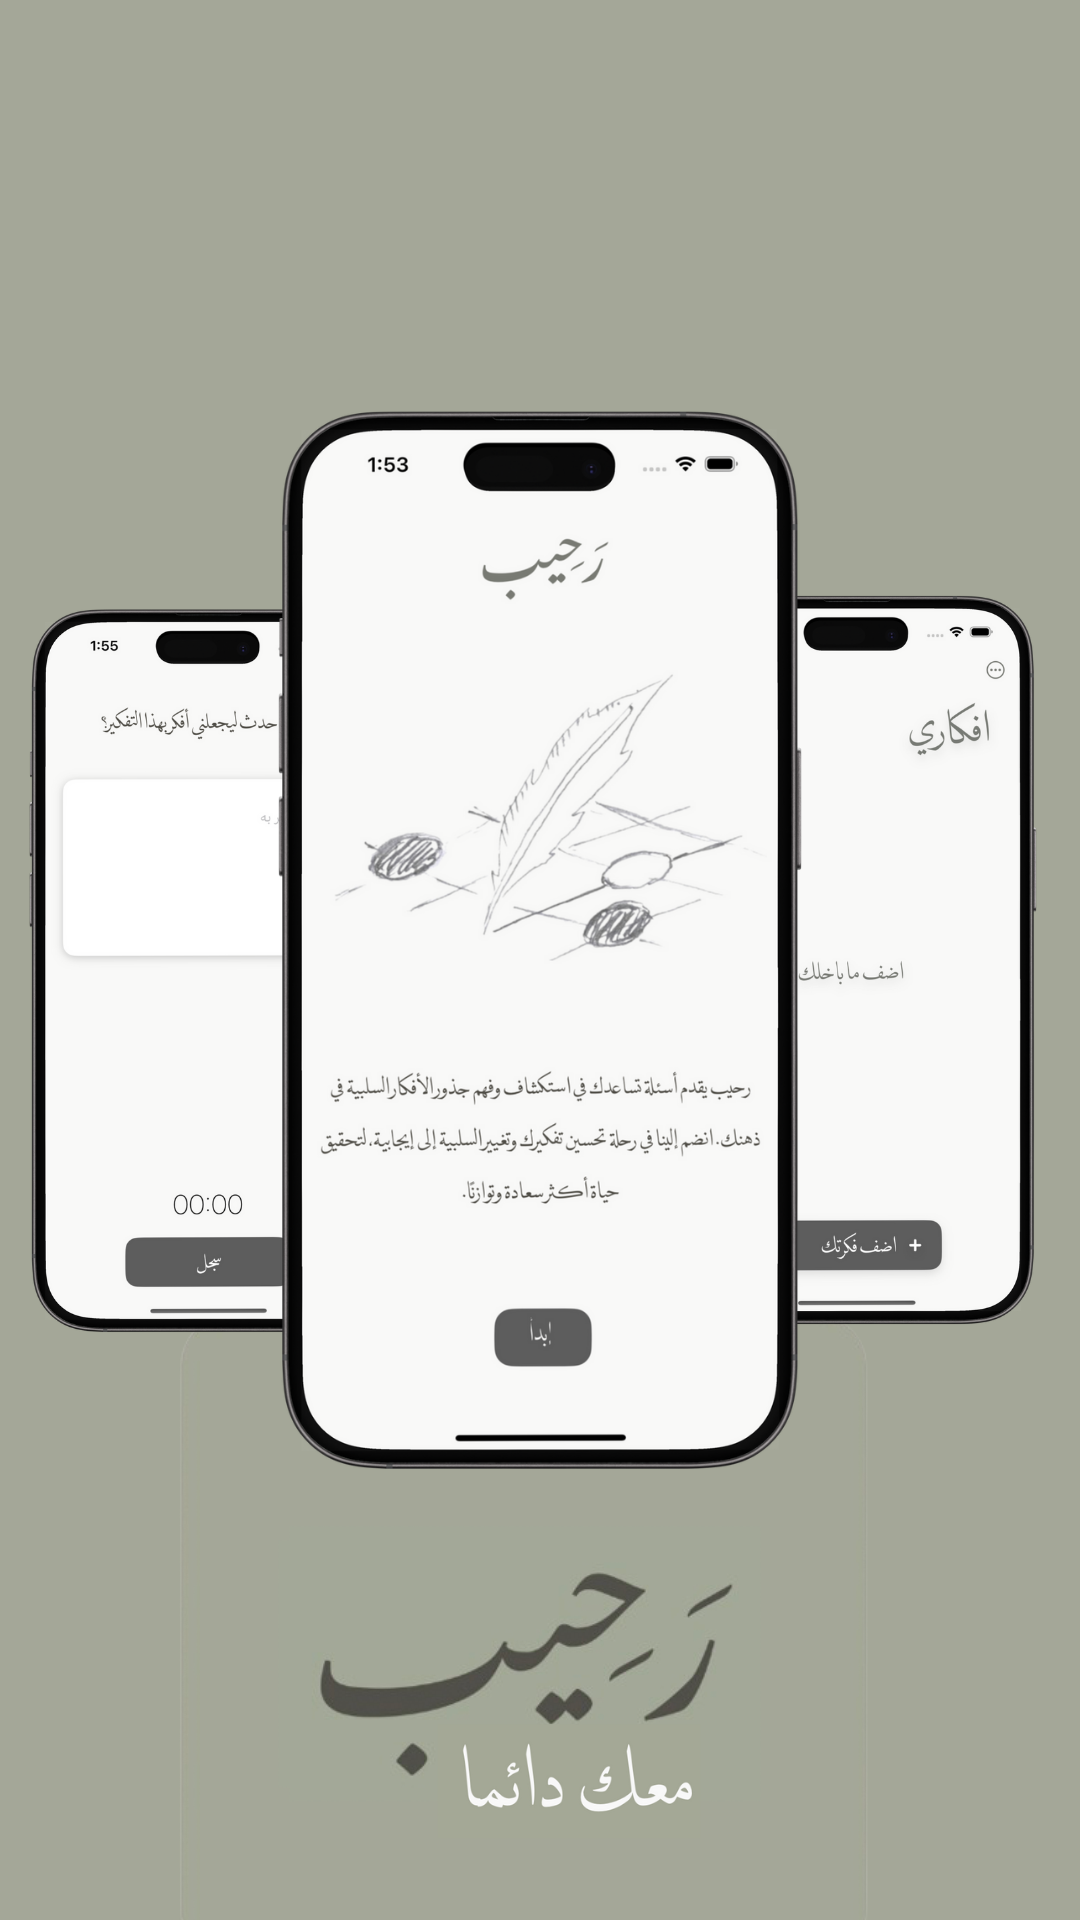 1:53
رَحِيب
رحيب يقدم أسئلة تساعدك في استكشاف وفهم جذور الأفكار السلبية في
ذهنك. انضم إلينا في رحلة تحسين تفكيرك وتغيير السلبية إلى إيجابية، لتحقيق
حياة أكثر سعادة وتوازنًا.
إبدأ
افكاري
اضف ما باخلك
+ اضف فكرتك
1:55
حدث ليجعلني أفكر بهذا التفكير؟
ر به
00:00
سجل
رَحِيب
معك دائما